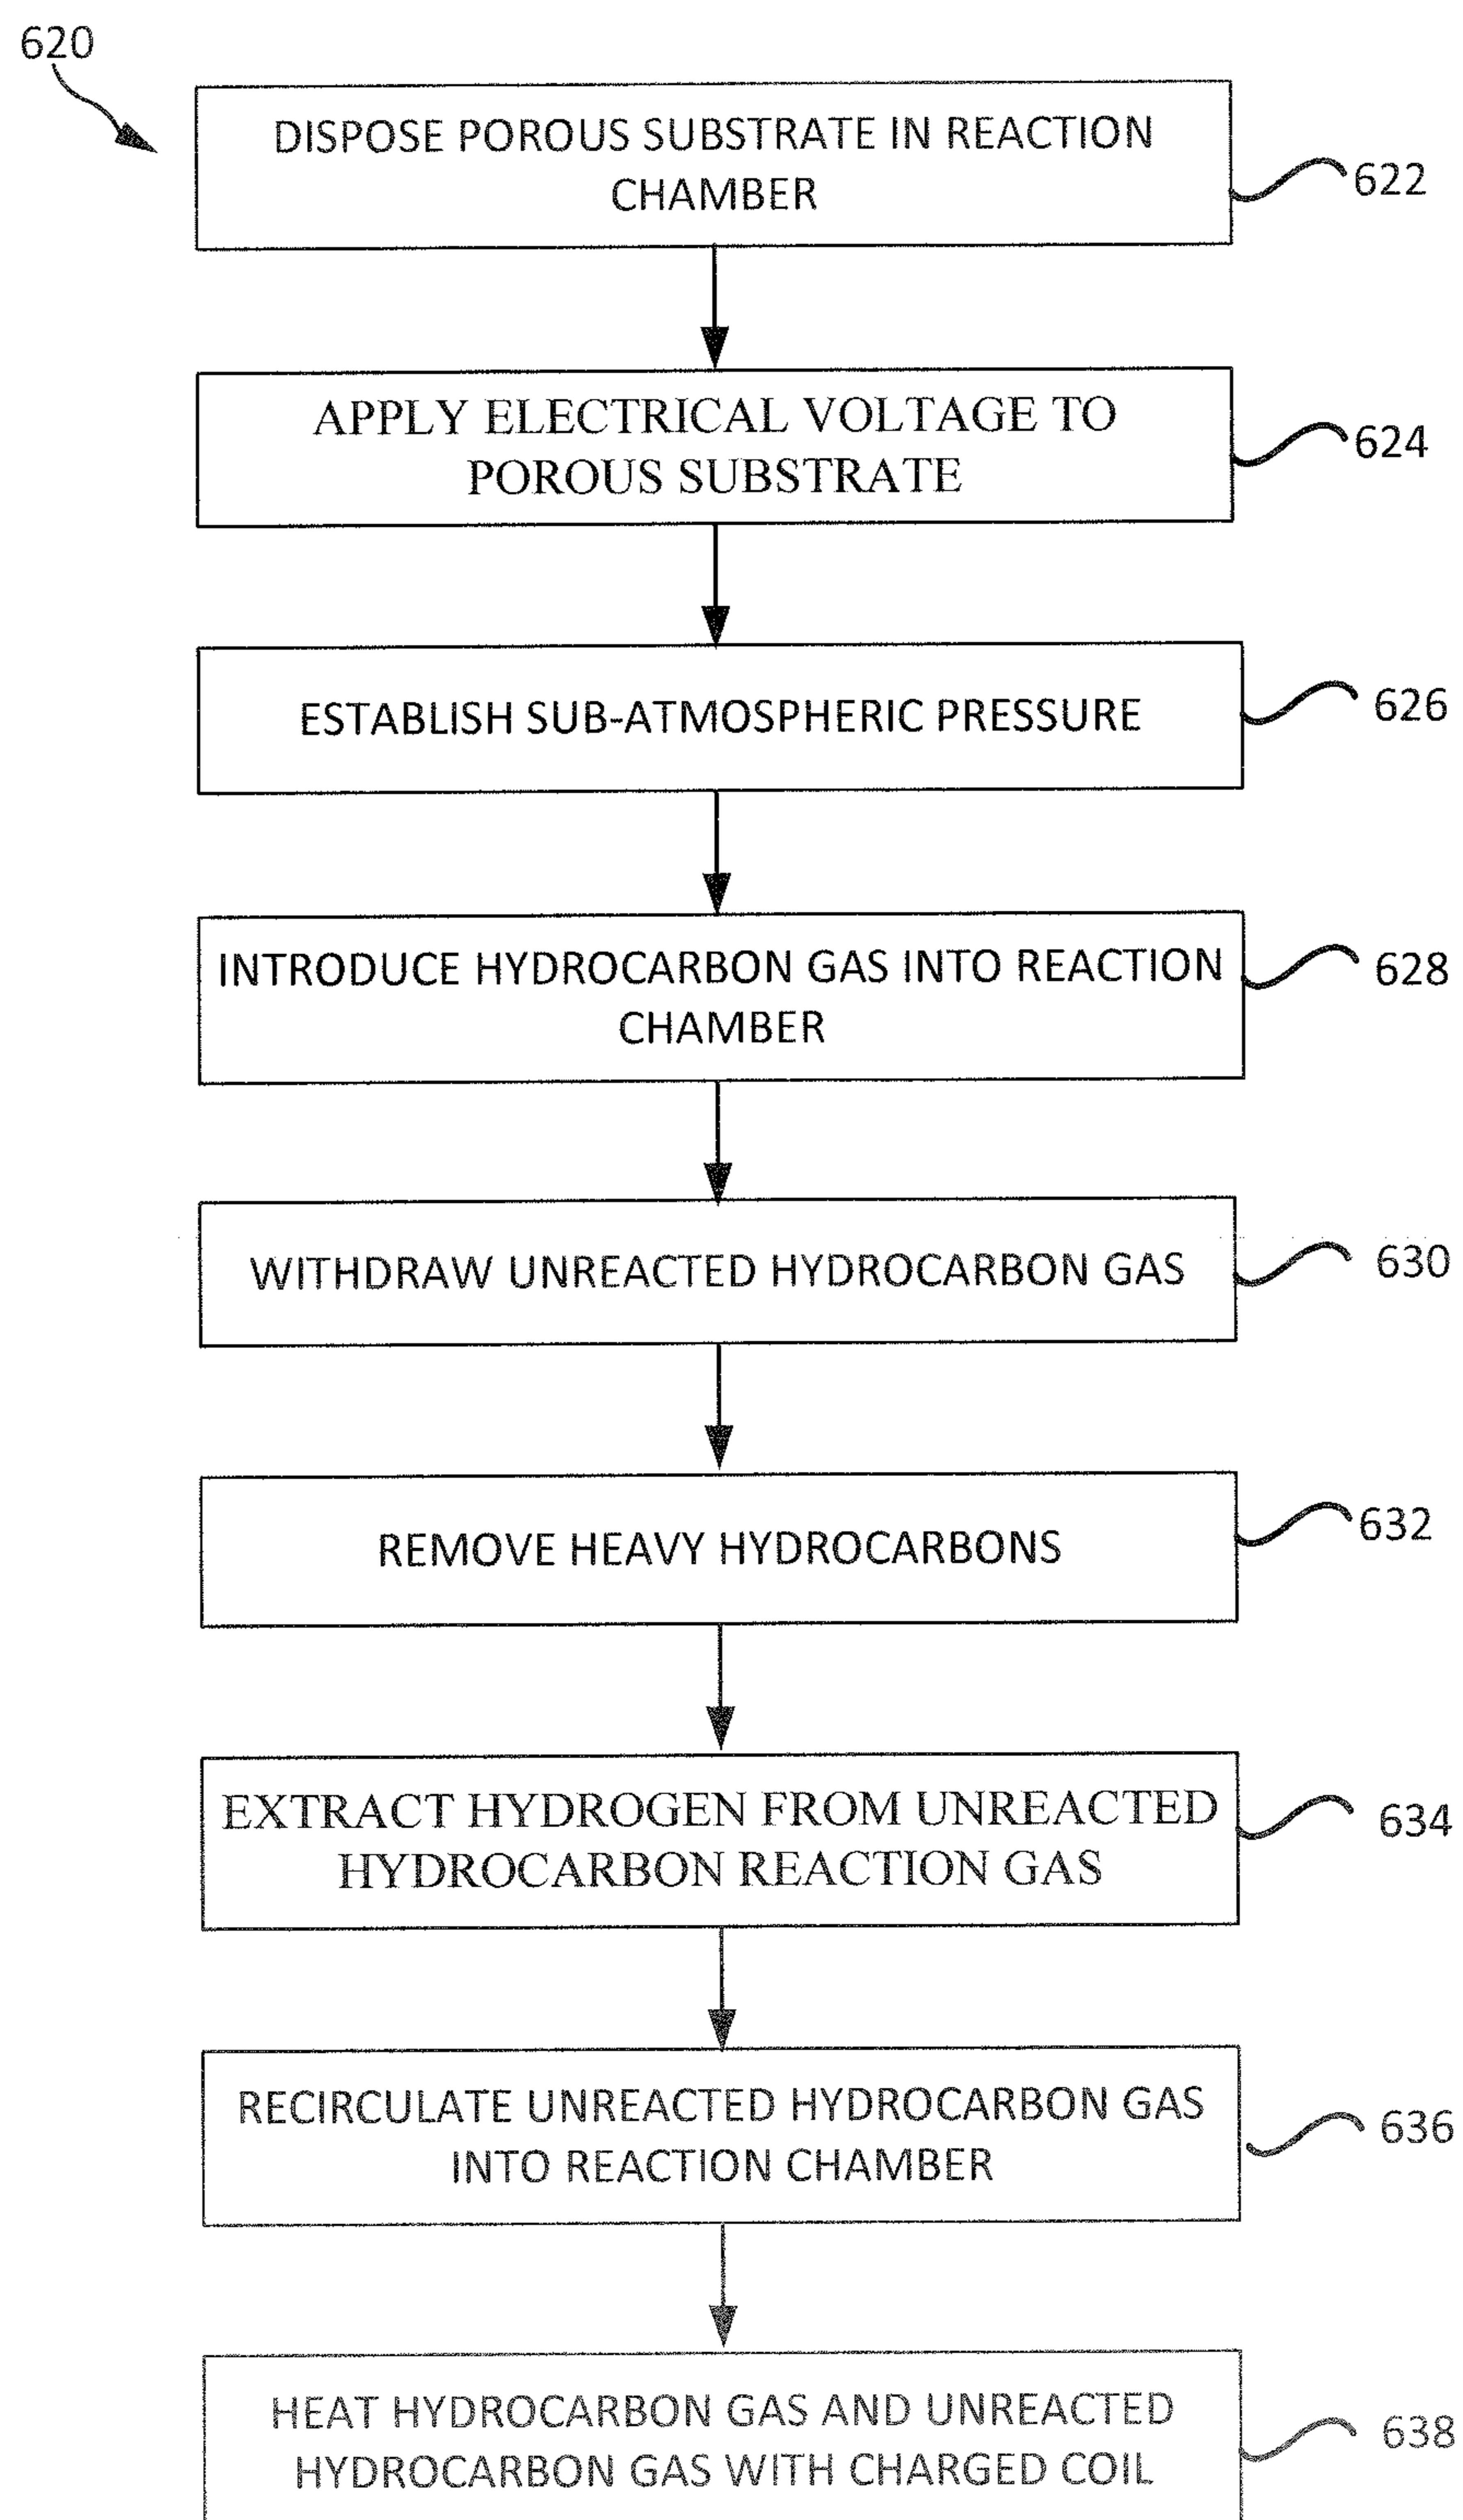 620
DISPOSE POROUS SUBSTRATE IN REACTION
CHAMBER
622
APPLY ELECTRICAL VOLTAGE TO
POROUS SUBSTRATE
624
ESTABLISH SUB-ATMOSPHERIC PRESSURE
626
INTRODUCE HYDROCARBON GAS INTO REACTION
CHAMBER
628
WITHDRAW UNREACTED HYDROCARBON GAS
630
REMOVE HEAVY HYDROCARBONS
632
EXTRACT HYDROGEN FROM UNREACTED
HYDROCARBON REACTION GAS
634
RECIRCULATE UNREACTED HYDROCARBON GAS
INTO REACTION CHAMBER
636
HEAT HYDROCARBON GAS AND UNREACTED
HYDROCARBON GAS WITH CHARGED COIL
638